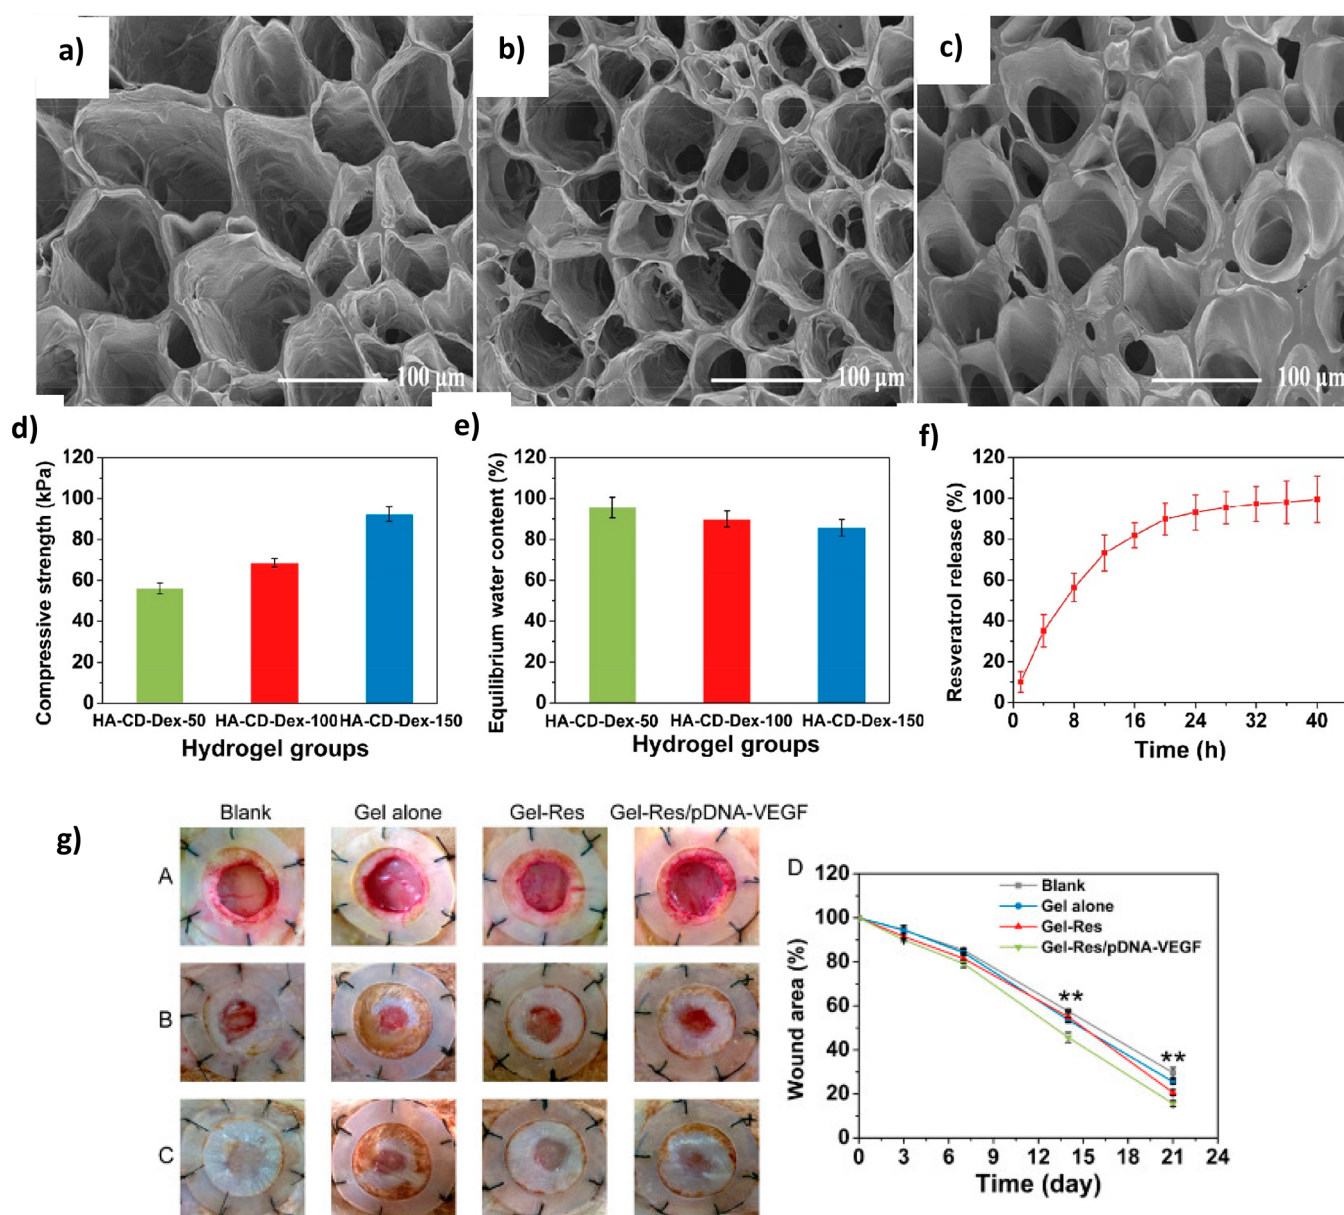 a)
b)
c)
100 µm
100 µm
100 µm
d)
e)
f)
Compressive strength (kPa)
120
100
80
60
40
20
0
HA-CD-Dex-50 HA-CD-Dex-100 HA-CD-Dex-150
Hydrogel groups
Equilibrium water content (%)
120
100
80
60
40
20
0
HA-CD-Dex-50 HA-CD-Dex-100 HA-CD-Dex-150
Hydrogel groups
Resveratrol release (%)
120
100
80
60
40
20
0
0 8 16 24 32 40
Time (h)
g)
Blank Gel alone Gel-Res Gel-Res/pDNA-VEGF
A
B
C
D
Wound area (%)
120
100
80
60
40
20
0
Blank
Gel alone
Gel-Res
Gel-Res/pDNA-VEGF
**
**
0 3 6 9 12 15 18 21 24
Time (day)